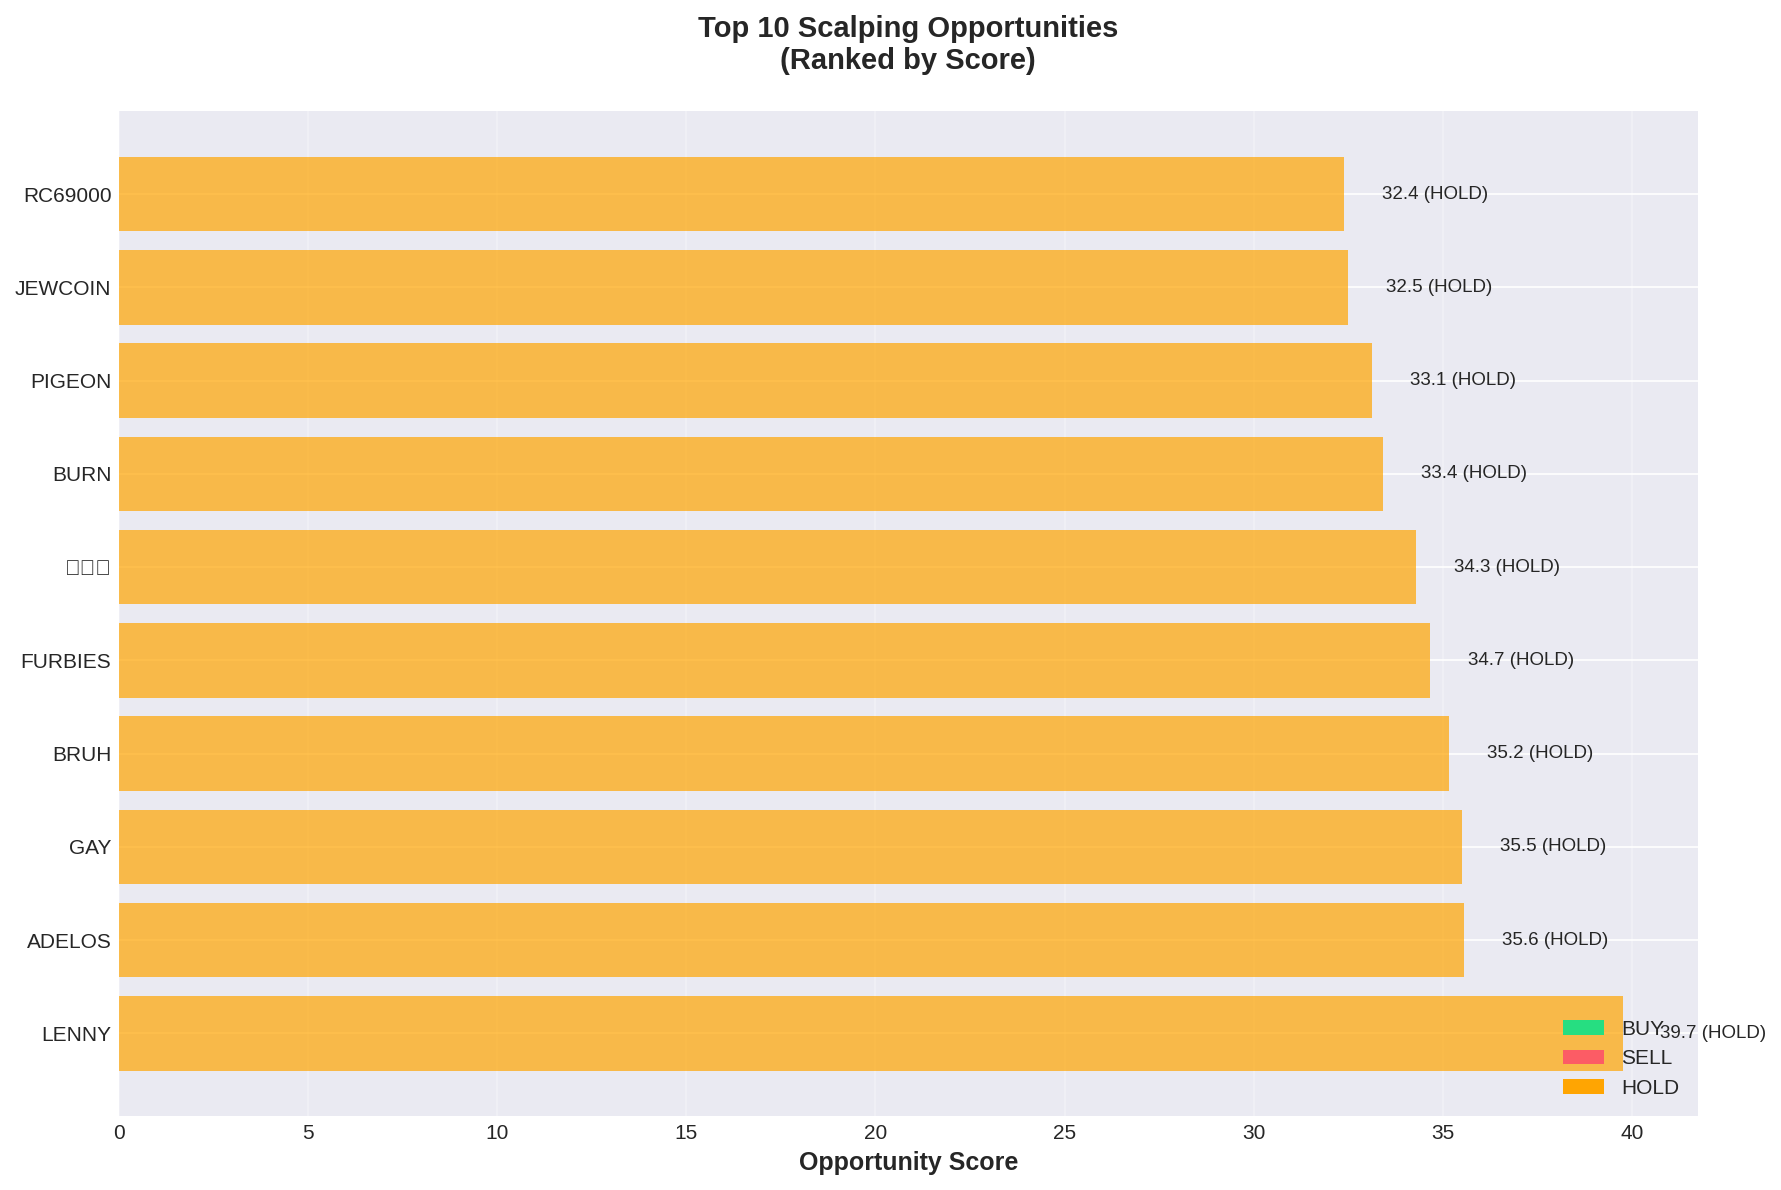 Top 10 Scalping Opportunities
(Ranked by Score)
RC69000
32.4 (HOLD)
JEWCOIN
32.5 (HOLD)
PIGEON
33.1 (HOLD)
BURN
33.4 (HOLD)
34.3 (HOLD)
FURBIES
34.7 (HOLD)
BRUH
35.2 (HOLD)
GAY
35.5 (HOLD)
ADELOS
35.6 (HOLD)
LENNY
39.7 (HOLD)
BUY
SELL
HOLD
0 5 10 15 20 25 30 35 40
Opportunity Score